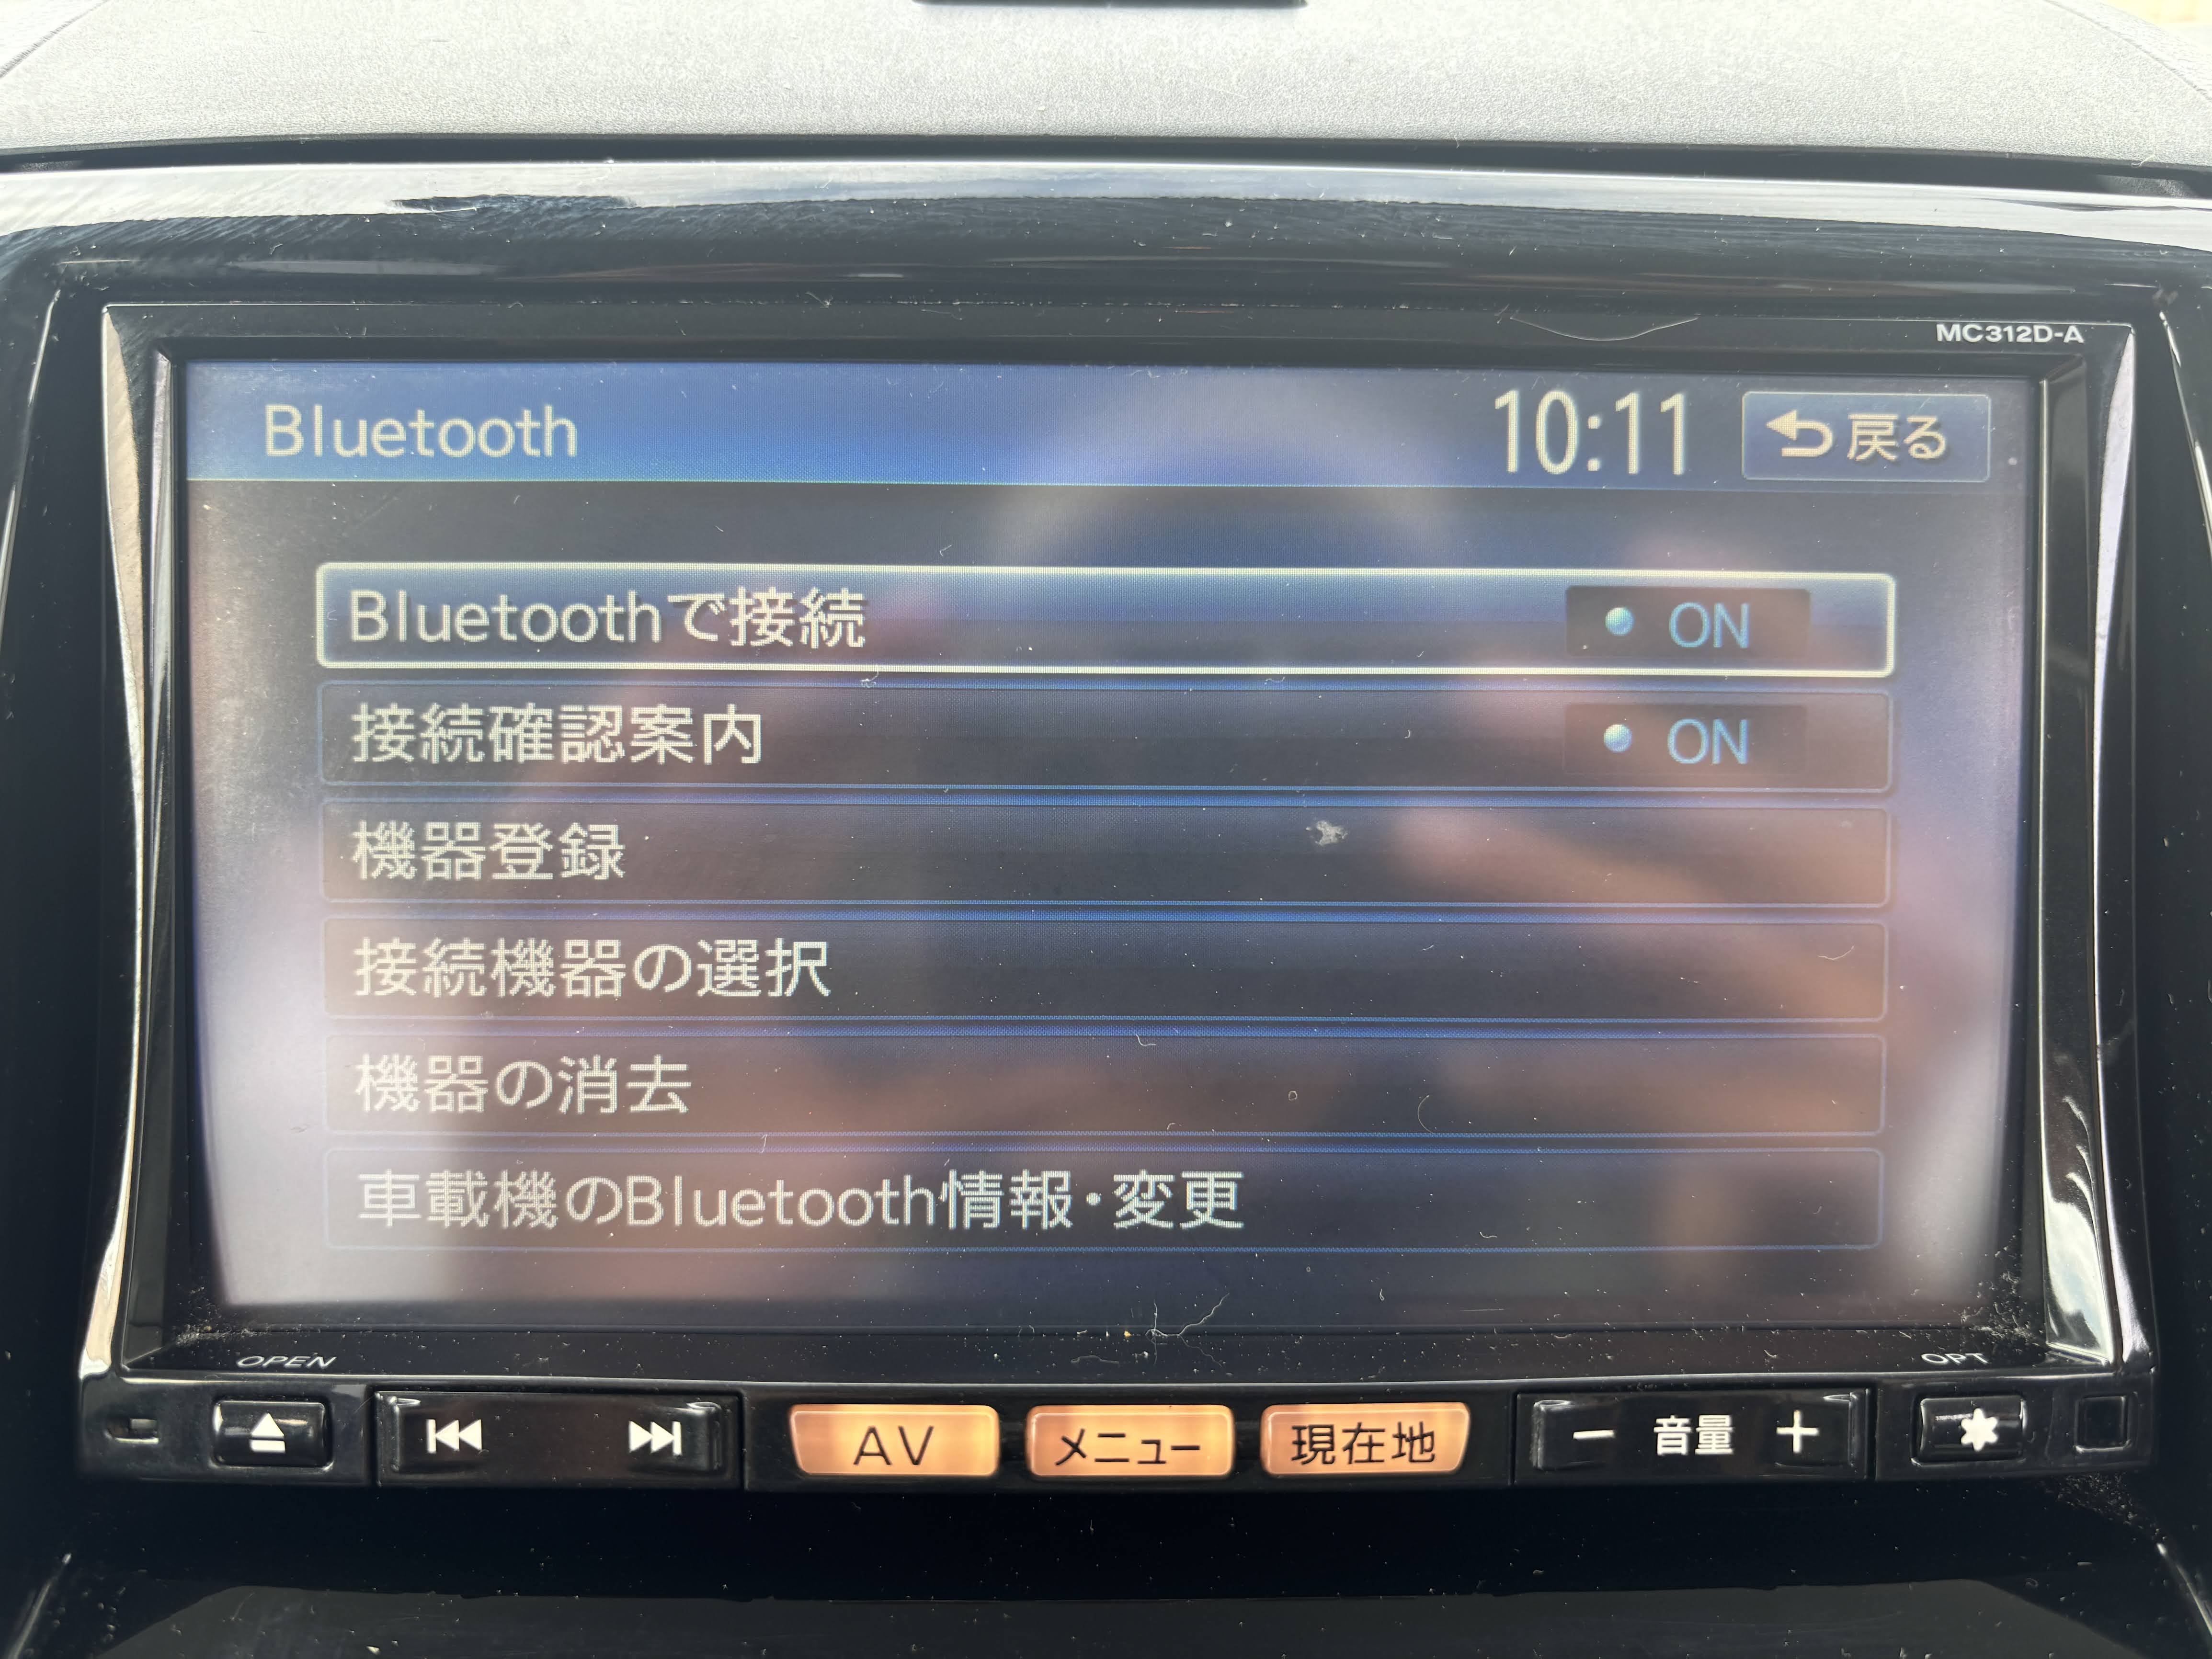 MC312D-A
Bluetooth 10:11 戻る
Bluetoothで接続 ON
接続確認案内 ON
機器登録
接続機器の選択
機器の消去
車載機のBluetooth情報・変更
OPEN OPT
AV メニュー 現在地 − 音量 +